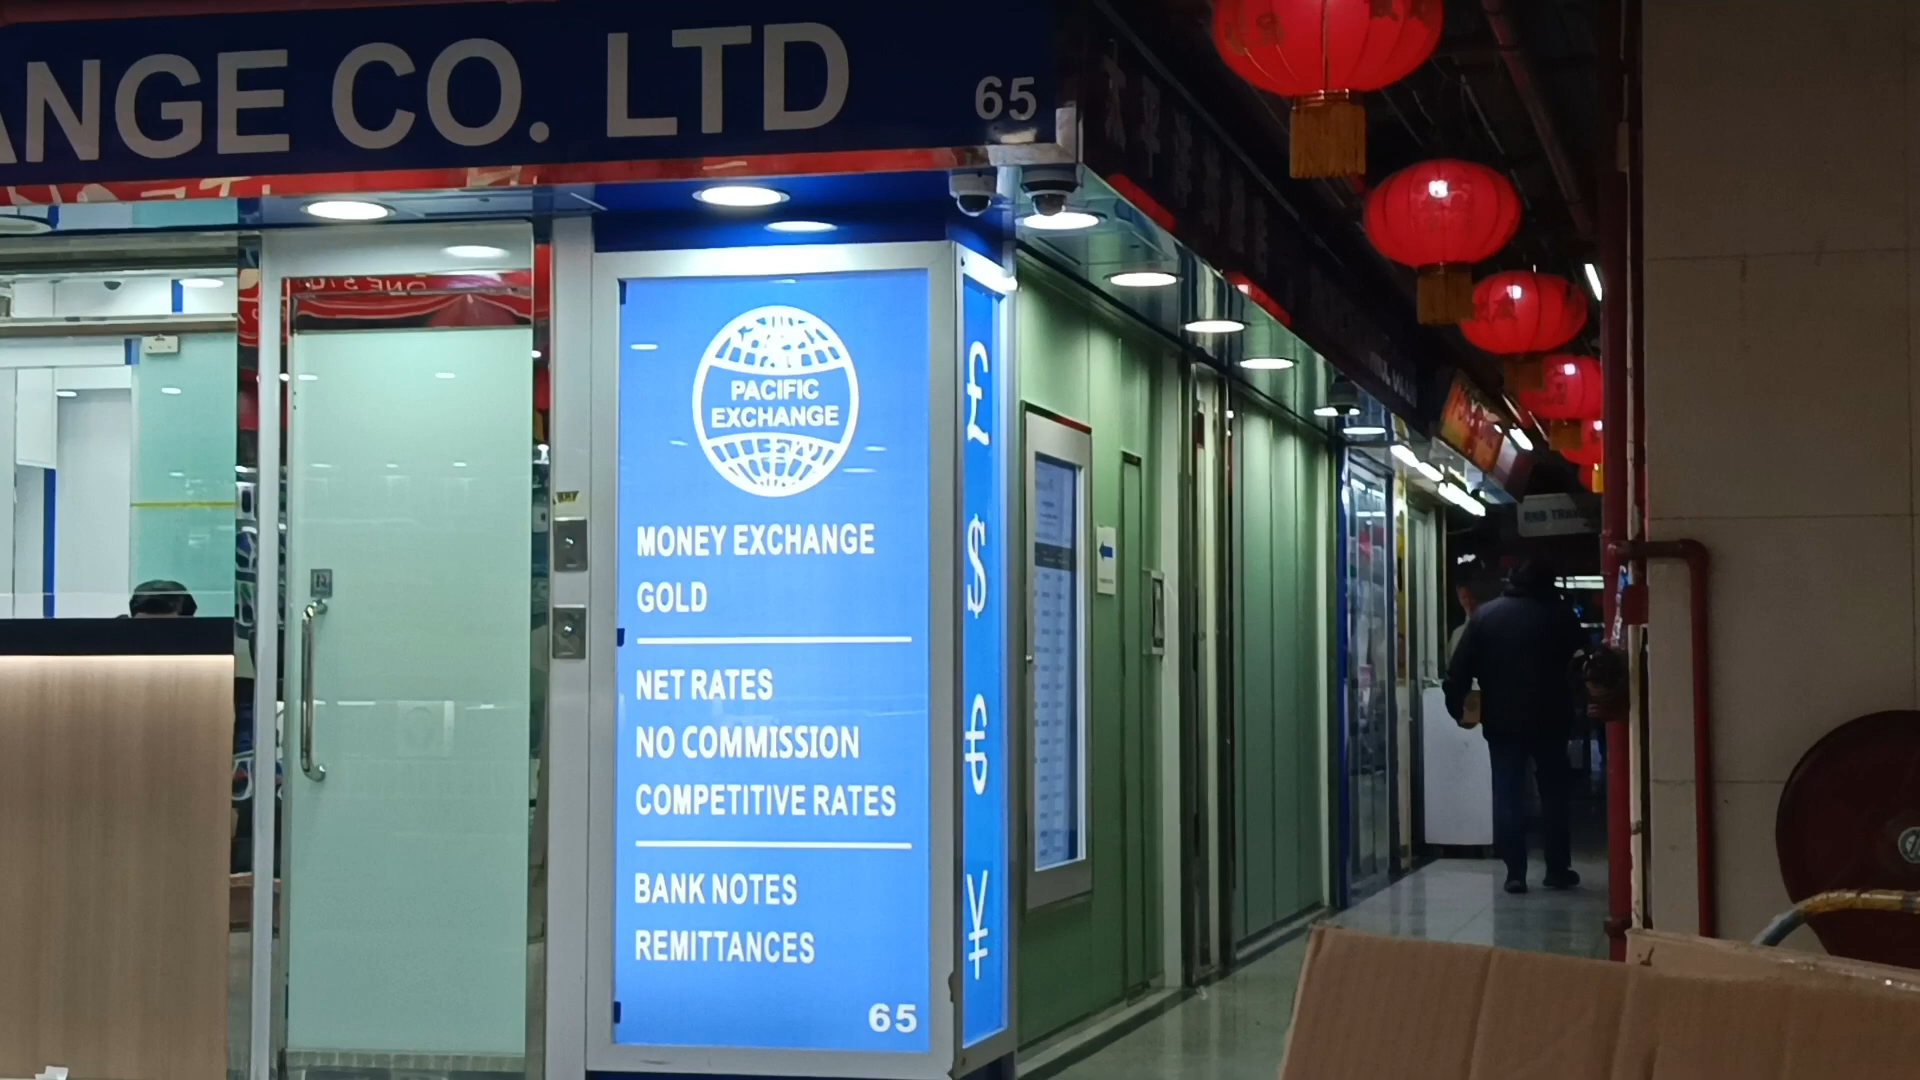 ANGE CO. LTD
65
PACIFIC
EXCHANGE
MONEY EXCHANGE
GOLD
NET RATES
NO COMMISSION
COMPETITIVE RATES
BANK NOTES
REMITTANCES
65
£
$
€
¥